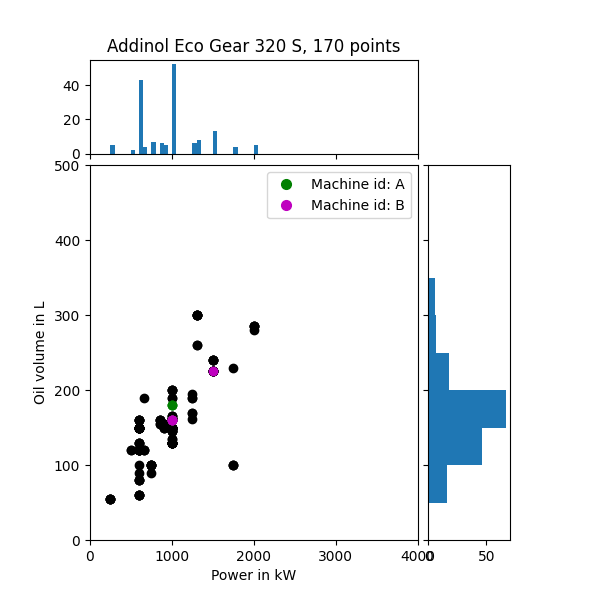 Addinol Eco Gear 320 S, 170 points
40
20
0
500
400
300
200
100
0
Oil volume in L
Machine id: A
Machine id: B
0 1000 2000 3000 4000
Power in kW
0 50